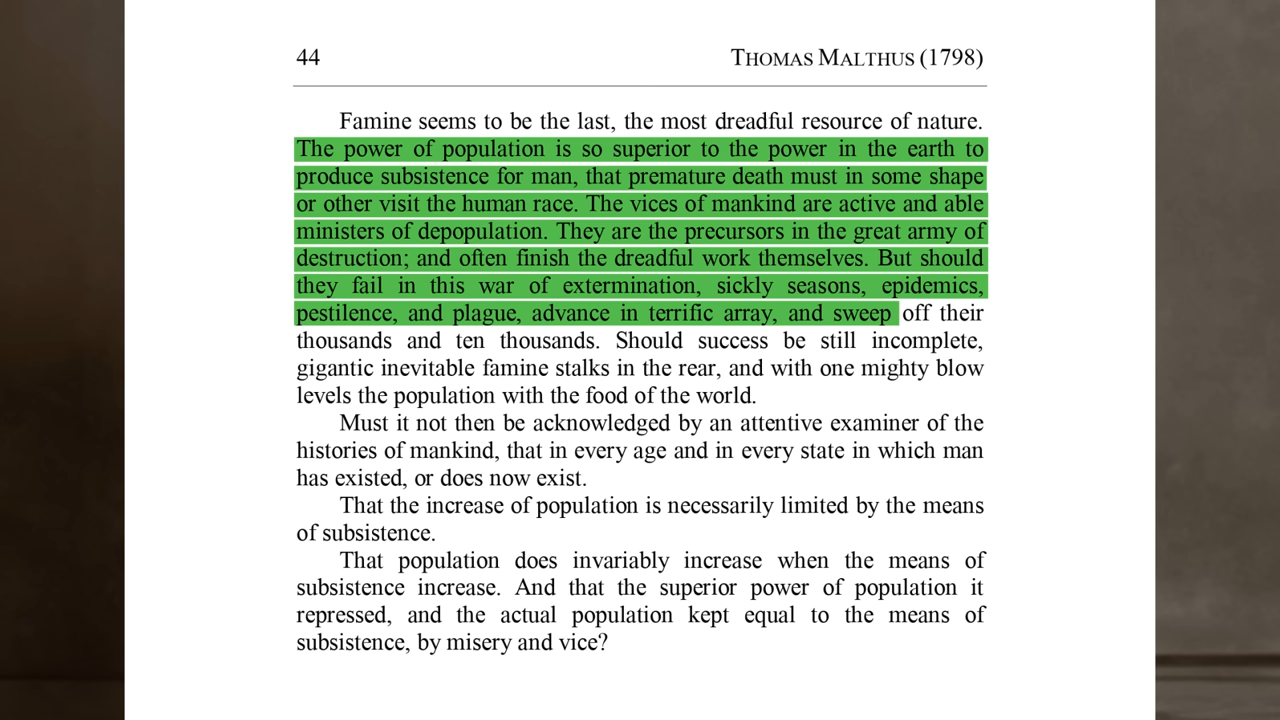 44 THOMAS MALTHUS (1798)
Famine seems to be the last, the most dreadful resource of nature.
The power of population is so superior to the power in the earth to
produce subsistence for man, that premature death must in some shape
or other visit the human race. The vices of mankind are active and able
ministers of depopulation. They are the precursors in the great army of
destruction; and often finish the dreadful work themselves. But should
they fail in this war of extermination, sickly seasons, epidemics,
pestilence, and plague, advance in terrific array, and sweep off their
thousands and ten thousands. Should success be still incomplete,
gigantic inevitable famine stalks in the rear, and with one mighty blow
levels the population with the food of the world.
Must it not then be acknowledged by an attentive examiner of the
histories of mankind, that in every age and in every state in which man
has existed, or does now exist.
That the increase of population is necessarily limited by the means
of subsistence.
That population does invariably increase when the means of
subsistence increase. And that the superior power of population it
repressed, and the actual population kept equal to the means of
subsistence, by misery and vice?